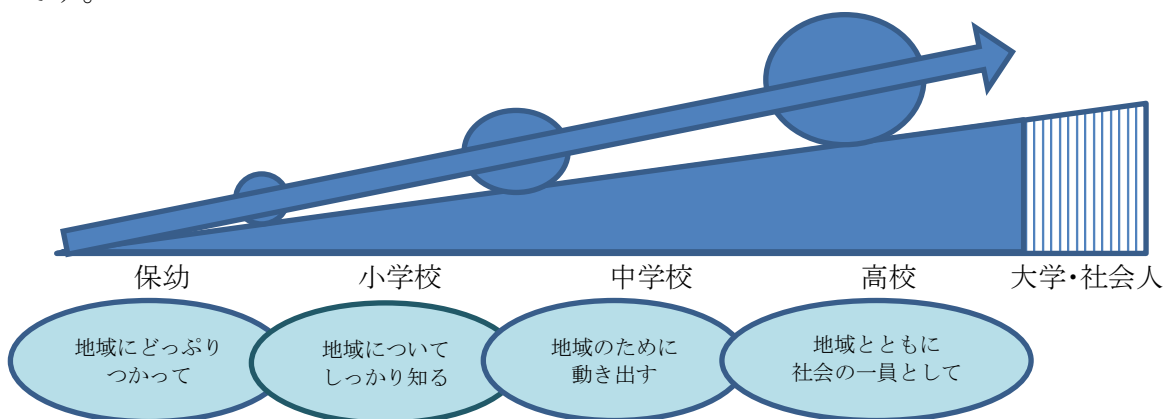 ます。
保幼 小学校 中学校 高校 大学・社会人
地域にどっぷり
つかって
地域について
しっかり知る
地域のために
動き出す
地域とともに
社会の一員として